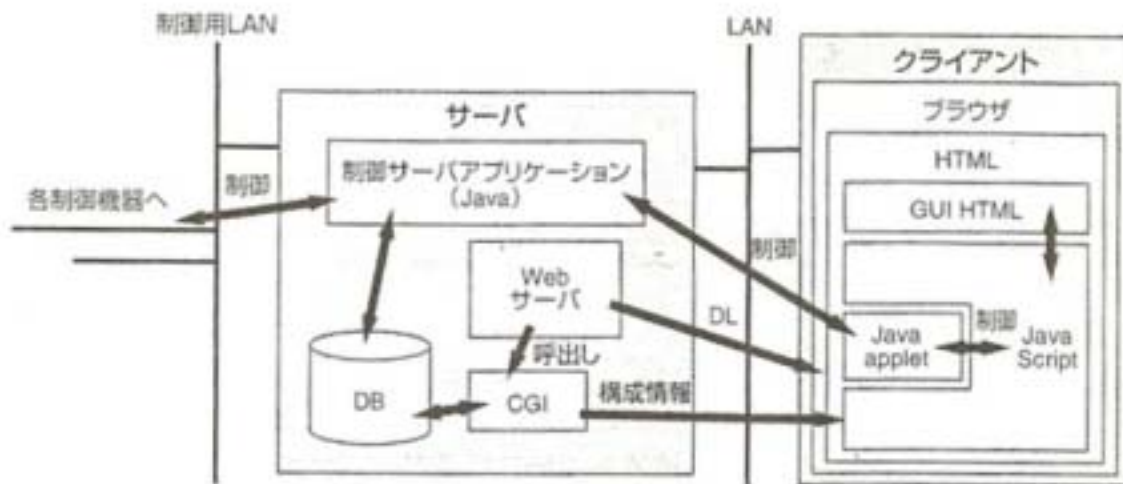 制御用LAN
LAN
クライアント
ブラウザ
HTML
GUI HTML
サーバ
制御サーバアプリケーション
(Java)
各制御機器へ
制御
制御
Web
サーバ
DL
呼出し
DB
CGI
構成情報
Java
applet
制御
Java
Script